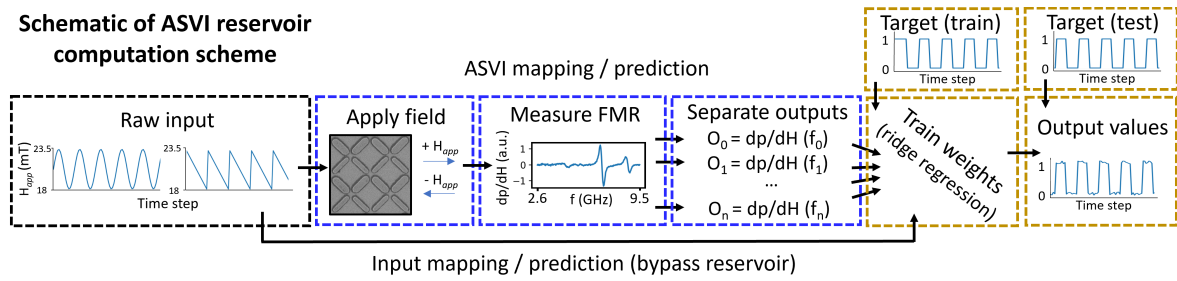 Schematic of ASVI reservoir
computation scheme
ASVI mapping / prediction
Target (train)
1
0
Time step
Target (test)
1
0
Time step
Raw input
H_app (mT)
23.5
18
23.5
18
Time step
Apply field
+ H_app
- H_app
Measure FMR
dp/dH (a.u.)
1
0
−1
2.6
f (GHz)
9.5
Separate outputs
O_0 = dp/dH (f_0)
O_1 = dp/dH (f_1)
...
O_n = dp/dH (f_n)
Train weights
(ridge regression)
Output values
1
0
Time step
Input mapping / prediction (bypass reservoir)